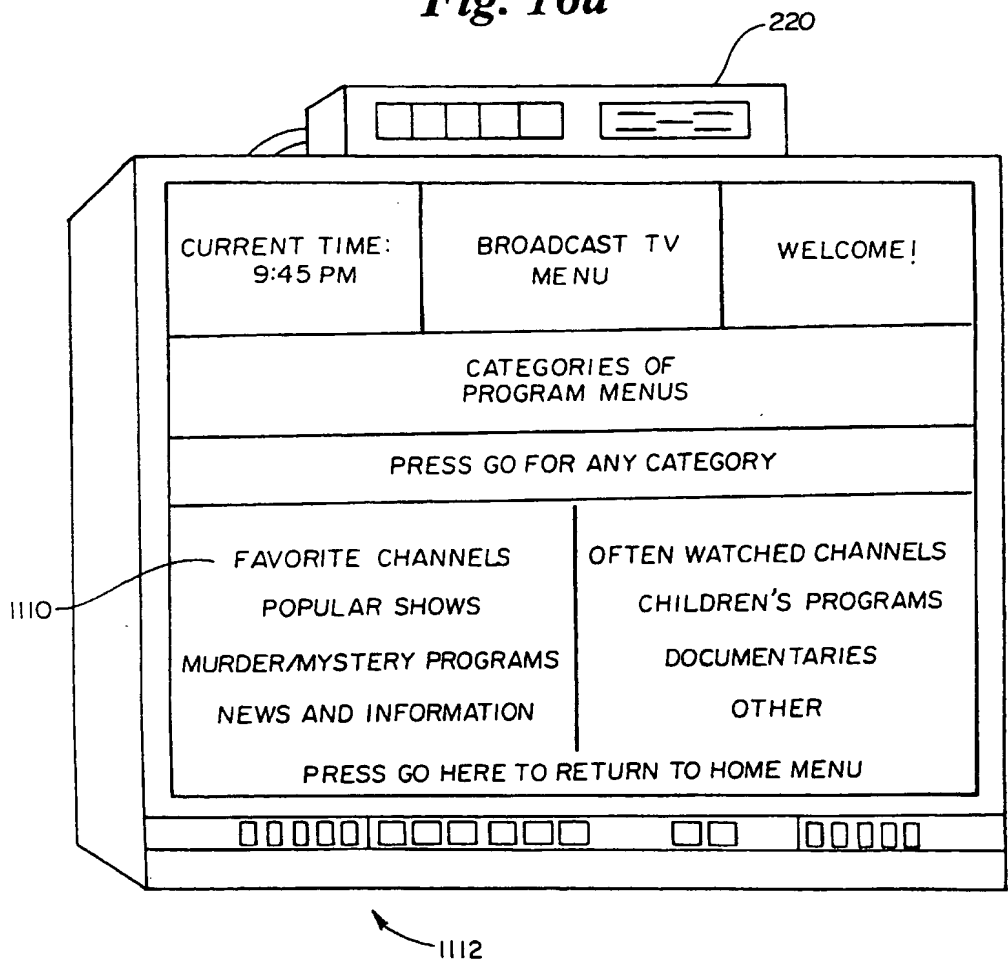 Fig. 16a
220
CURRENT TIME:
9:45 PM
BROADCAST TV
MENU
WELCOME!
CATEGORIES OF
PROGRAM MENUS
PRESS GO FOR ANY CATEGORY
FAVORITE CHANNELS
POPULAR SHOWS
MURDER/MYSTERY PROGRAMS
NEWS AND INFORMATION
OFTEN WATCHED CHANNELS
CHILDREN'S PROGRAMS
DOCUMENTARIES
OTHER
PRESS GO HERE TO RETURN TO HOME MENU
1110
1112